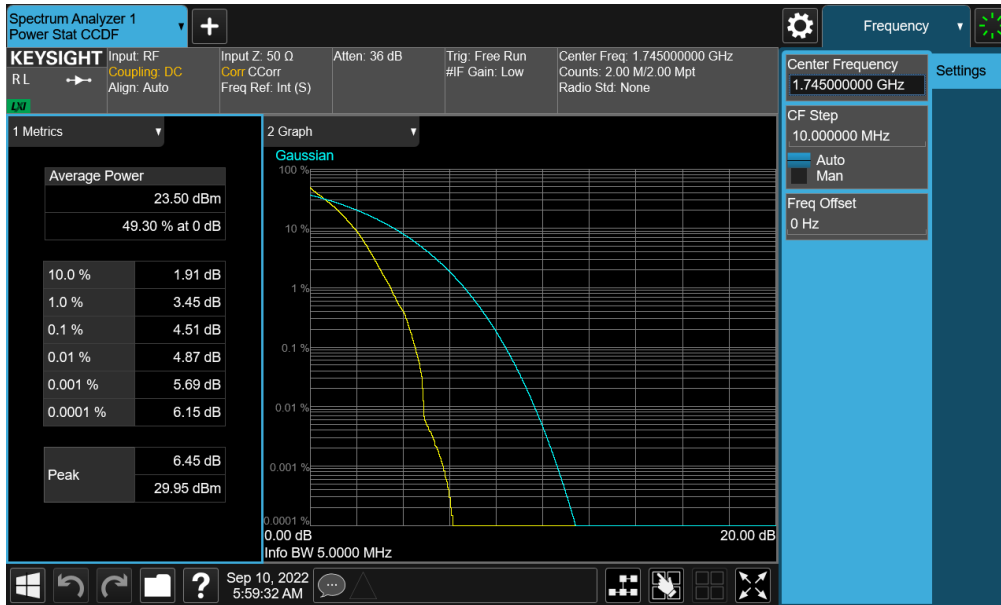 Spectrum Analyzer 1
Power Stat CCDF
Frequency
KEYSIGHT
R L
LXI
Input: RF
Coupling: DC
Align: Auto
Input Z: 50 Ω
Corr CCorr
Freq Ref: Int (S)
Atten: 36 dB
Trig: Free Run
#IF Gain: Low
Center Freq: 1.745000000 GHz
Counts: 2.00 M/2.00 Mpt
Radio Std: None
Center Frequency
1.745000000 GHz
Settings
CF Step
10.000000 MHz
Auto
Man
Freq Offset
0 Hz
1 Metrics
Average Power
23.50 dBm
49.30 % at 0 dB
10.0 % 1.91 dB
1.0 % 3.45 dB
0.1 % 4.51 dB
0.01 % 4.87 dB
0.001 % 5.69 dB
0.0001 % 6.15 dB
Peak 6.45 dB
29.95 dBm
2 Graph
Gaussian
100 %
10 %
1 %
0.1 %
0.01 %
0.001 %
0.0001 %
0.00 dB 20.00 dB
Info BW 5.0000 MHz
?
Sep 10, 2022
5:59:32 AM